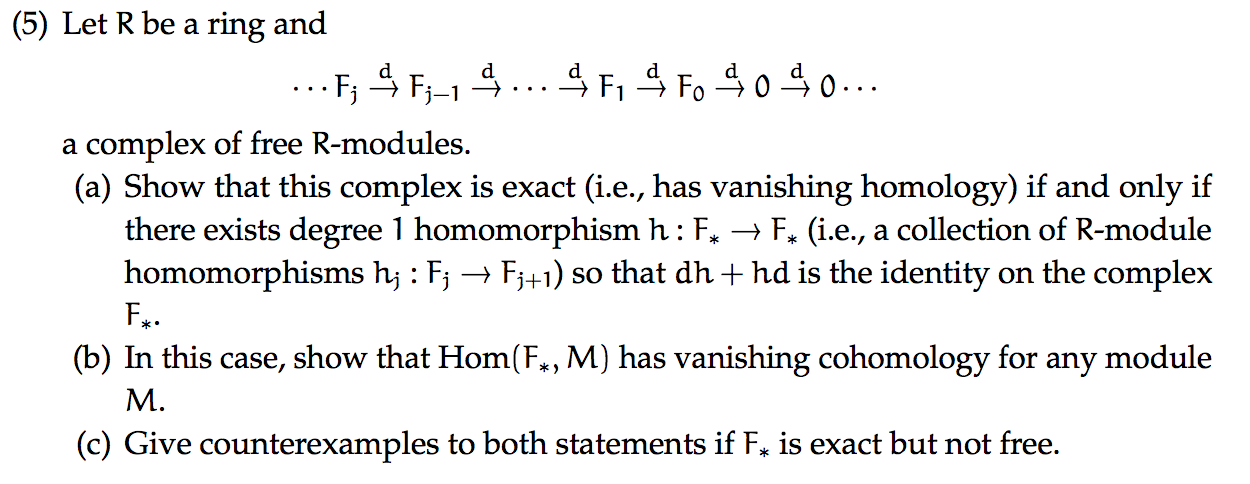 (5) Let R be a ring and
··· F_j →^d F_{j−1} →^d ··· →^d F_1 →^d F_0 →^d 0 →^d 0 ···
a complex of free R-modules.
(a) Show that this complex is exact (i.e., has vanishing homology) if and only if
there exists degree 1 homomorphism h : F_* → F_* (i.e., a collection of R-module
homomorphisms h_j : F_j → F_{j+1}) so that dh + hd is the identity on the complex
F_*.
(b) In this case, show that Hom(F_*, M) has vanishing cohomology for any module
M.
(c) Give counterexamples to both statements if F_* is exact but not free.